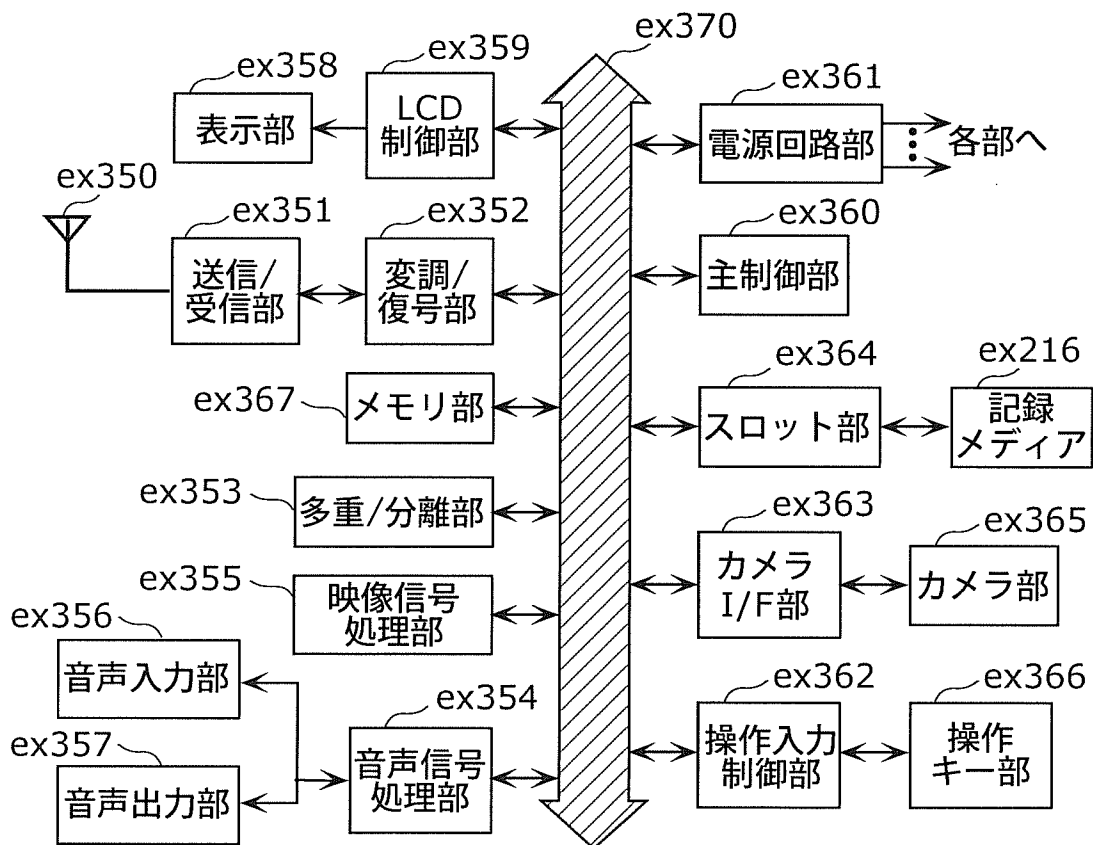 ex370
ex359
ex358
LCD
制御部
表示部
ex361
電源回路部
各部へ
ex350
ex351
ex352
送信/
受信部
変調/
復号部
ex360
主制御部
ex364
ex216
ex367
メモリ部
スロット部
記録
メディア
ex353
多重/分離部
ex363
ex365
カメラ
I/F部
カメラ部
ex355
映像信号
処理部
ex356
音声入力部
ex354
ex362
ex366
ex357
音声出力部
音声信号
処理部
操作入力
制御部
操作
キー部